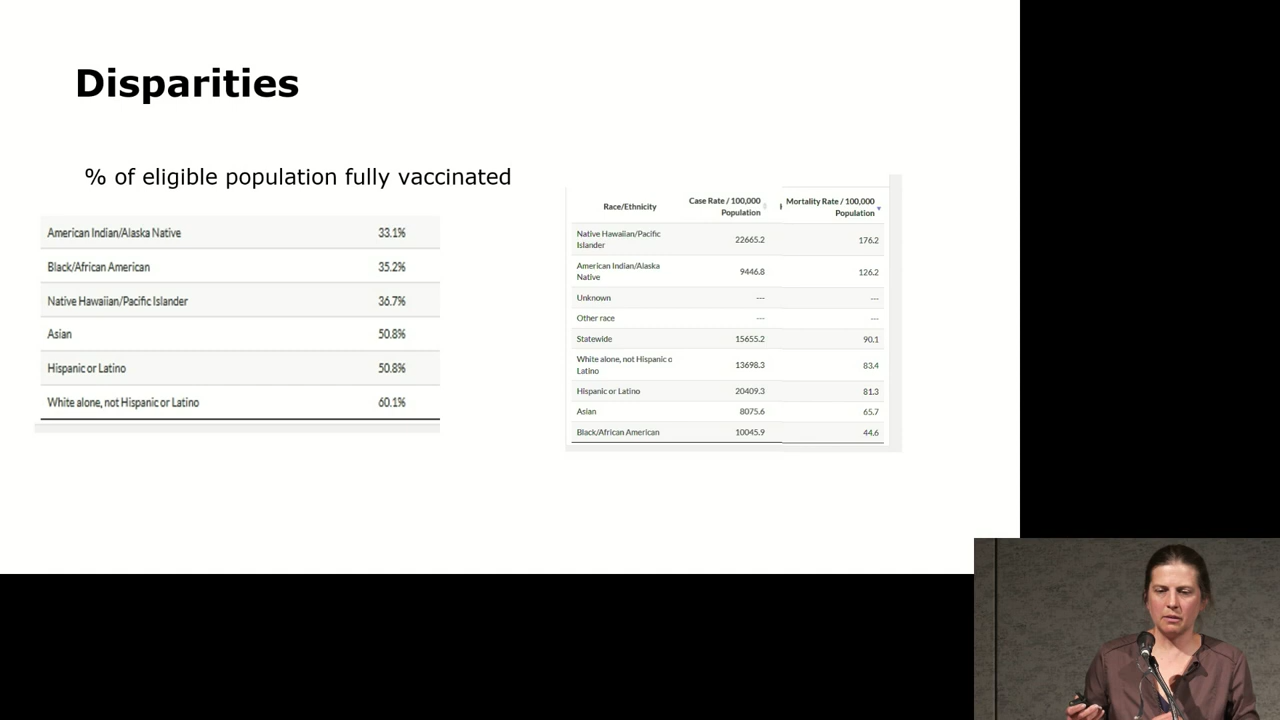 Disparities
% of eligible population fully vaccinated
American Indian/Alaska Native 33.1%
Black/African American 35.2%
Native Hawaiian/Pacific Islander 36.7%
Asian 50.8%
Hispanic or Latino 50.8%
White alone, not Hispanic or Latino 60.1%
Race/Ethnicity Case Rate / 100,000 Population Mortality Rate / 100,000 Population
Native Hawaiian/Pacific
Islander 22665.2 176.2
American Indian/Alaska
Native 9446.8 126.2
Unknown --- ---
Other race --- ---
Statewide 15655.2 90.1
White alone, not Hispanic o
Latino 13698.3 83.4
Hispanic or Latino 20409.3 81.3
Asian 8075.6 65.7
Black/African American 10045.9 44.6